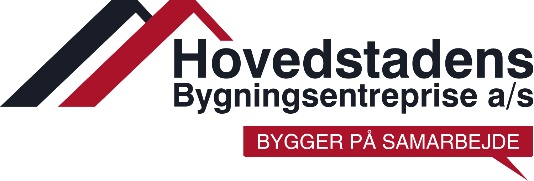 Hovedstadens
Bygningsentreprise a/s
BYGGER PÅ SAMARBEJDE